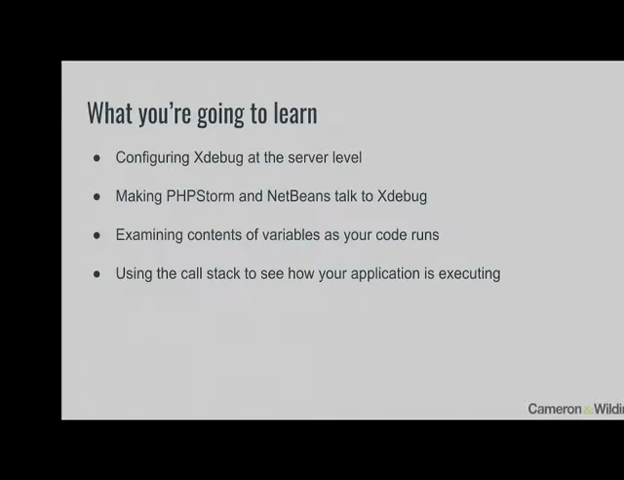 What you're going to learn
Configuring Xdebug at the server level
Making PHPStorm and NetBeans talk to Xdebug
Examining contents of variables as your code runs
Using the call stack to see how your application is executing
Cameron & Wildin